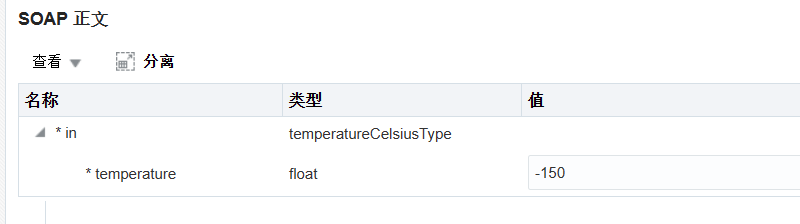 SOAP 正文
查看 分离
名称 类型 值
* in temperatureCelsiusType
* temperature float -150